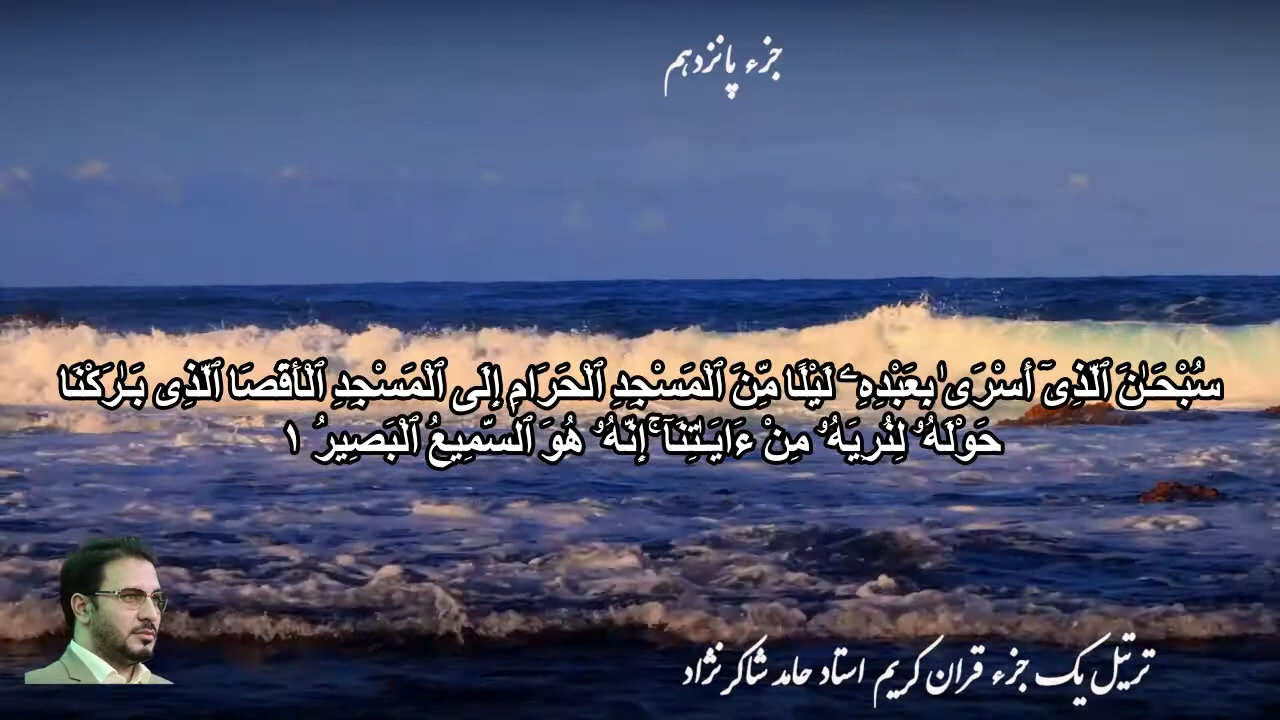 جزء پانزدهم
سُبْحَـٰنَ ٱلَّذِىٓ أَسْرَىٰ بِعَبْدِهِۦ لَيْلًا مِّنَ ٱلْمَسْجِدِ ٱلْحَرَامِ إِلَى ٱلْمَسْجِدِ ٱلْأَقْصَا ٱلَّذِى بَـٰرَكْنَا
حَوْلَهُۥ لِنُرِيَهُۥ مِنْ ءَايَـٰتِنَآ ۚ إِنَّهُۥ هُوَ ٱلسَّمِيعُ ٱلْبَصِيرُ ١
ترتیل یک جزء قران کریم استاد حامد شاکرنژاد